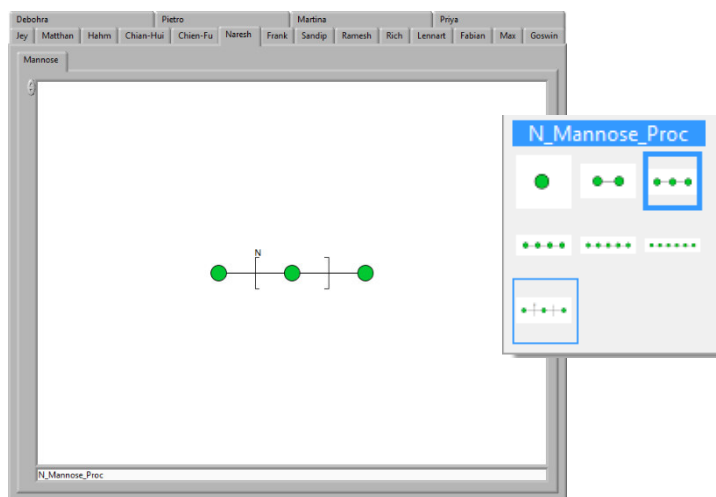 Debohra Pietro Martina Priya
Jey Matthan Hahm Chian-Hui Chien-Fu Naresh Frank Sandip Ramesh Rich Lennart Fabian Max Goswin
Mannose
N_Mannose_Proc
N
N_Mannose_Proc